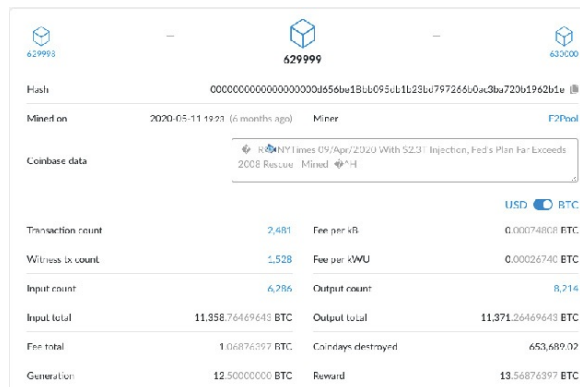 629998 — 629999 — 630000
Hash 0000000000000000000d656be18bb095db1b23bd797266b0ac3ba720b1962b1e
Mined on 2020-05-11 19:23 (6 months ago) Miner F2Pool
Coinbase data NYTimes 09/Apr/2020 With $2.3T Injection, Fed's Plan Far Exceeds
2008 Rescue Mined ^H
USD BTC
Transaction count 2,481 Fee per kB 0.00074808 BTC
Witness tx count 1,528 Fee per kWU 0.00026740 BTC
Input count 6,286 Output count 8,214
Input total 11,358.76469643 BTC Output total 11,371.26469643 BTC
Fee total 1.06876397 BTC Coindays destroyed 653,689.02
Generation 12.50000000 BTC Reward 13.56876397 BTC